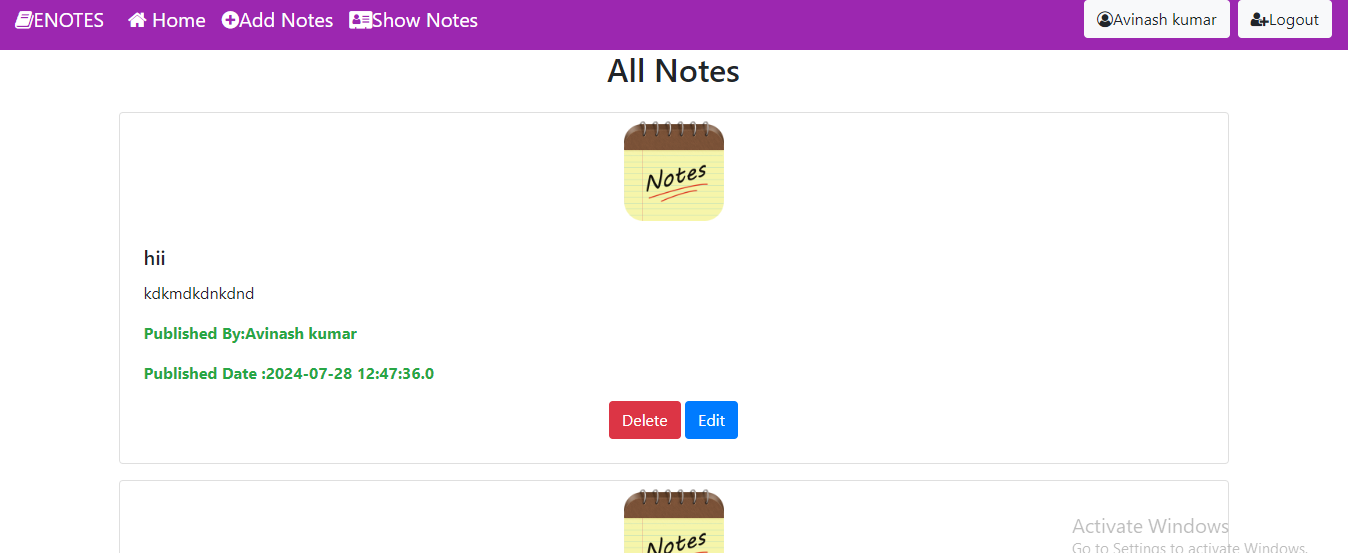 ENOTES Home Add Notes Show Notes Avinash kumar Logout
All Notes
Notes
hii
kdkmdkdnkdnd
Published By:Avinash kumar
Published Date :2024-07-28 12:47:36.0
Delete Edit
Notes
Activate Windows
Go to Settings to activate Windows.